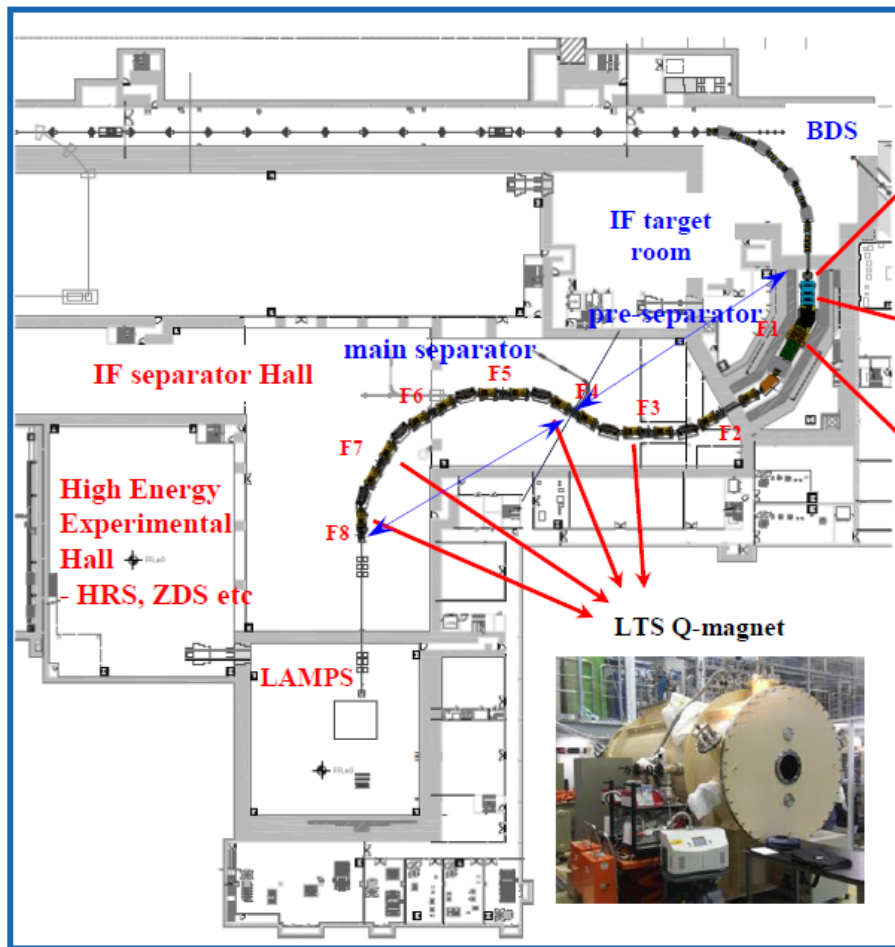 BDS
IF target
room
pre-separator
F1
main separator
IF separator Hall
F5
F4
F6
F3
F2
F7
High Energy
Experimental
Hall
- HRS, ZDS etc
F8
LTS Q-magnet
LAMPS